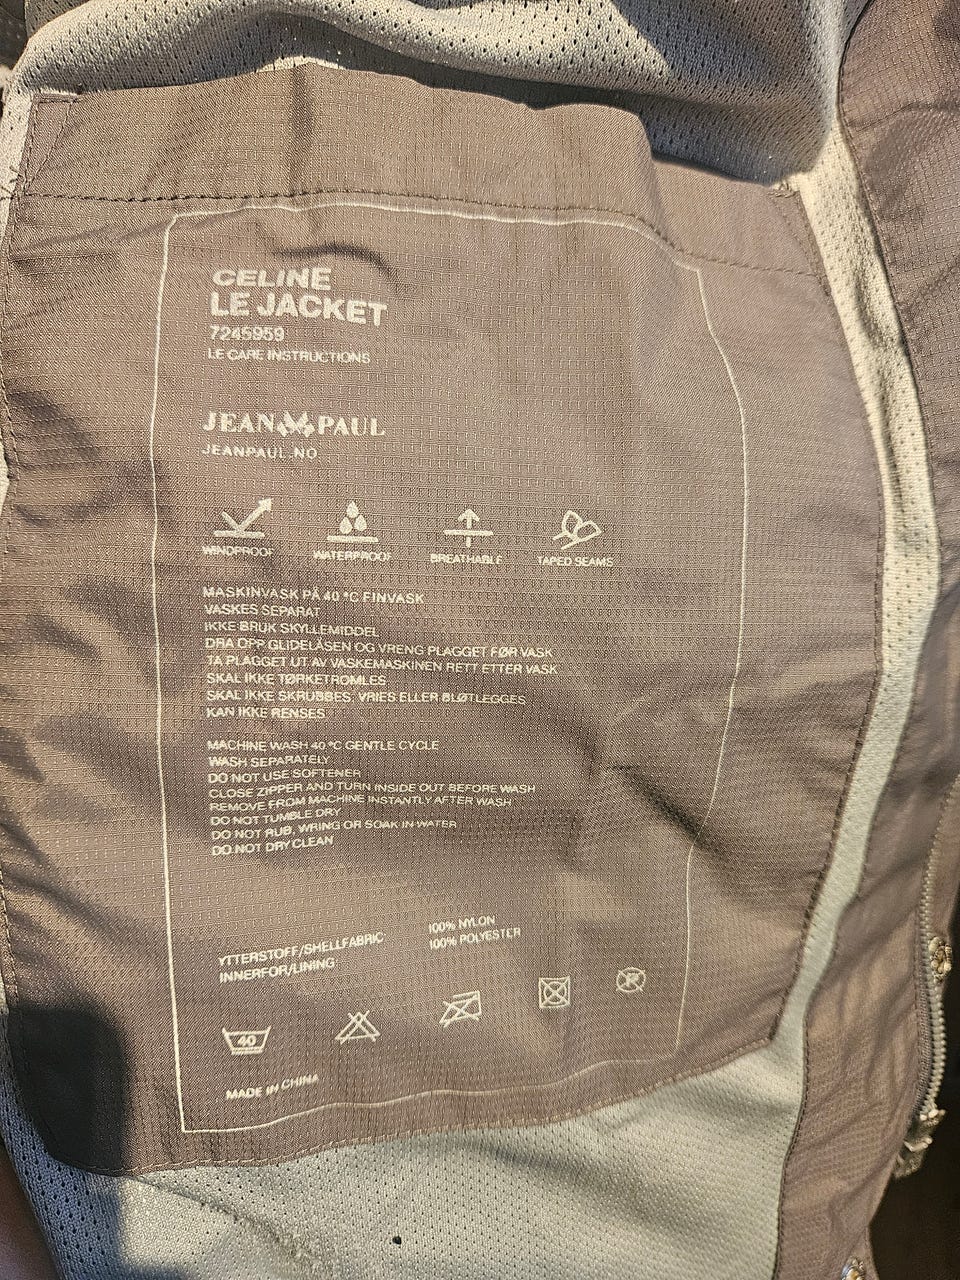 CELINE
LE JACKET
7245959
LE CARE INSTRUCTIONS
JEAN PAUL
JEANPAUL.NO
WINDPROOF WATERPROOF BREATHABLE TAPED SEAMS
MASKINVASK PÅ 40 °C FINVASK
VASKES SEPARAT
IKKE BRUK SKYLLEMIDDEL
DRA OPP GLIDELÅSEN OG VRENG PLAGGET FØR VASK
TA PLAGGET UT AV VASKEMASKINEN RETT ETTER VASK
SKAL IKKE TØRKETROMLES
SKAL IKKE SKRUBBES, VRIES ELLER BLØTLEGGES
KAN IKKE RENSES
MACHINE WASH 40 °C GENTLE CYCLE
WASH SEPARATELY
DO NOT USE SOFTENER
CLOSE ZIPPER AND TURN INSIDE OUT BEFORE WASH
REMOVE FROM MACHINE INSTANTLY AFTER WASH
DO NOT TUMBLE DRY
DO NOT RUB, WRING OR SOAK IN WATER
DO NOT DRY CLEAN
YTTERSTOFF/SHELLFABRIC: 100% NYLON
INNERFOR/LINING: 100% POLYESTER
40 R
MADE IN CHINA